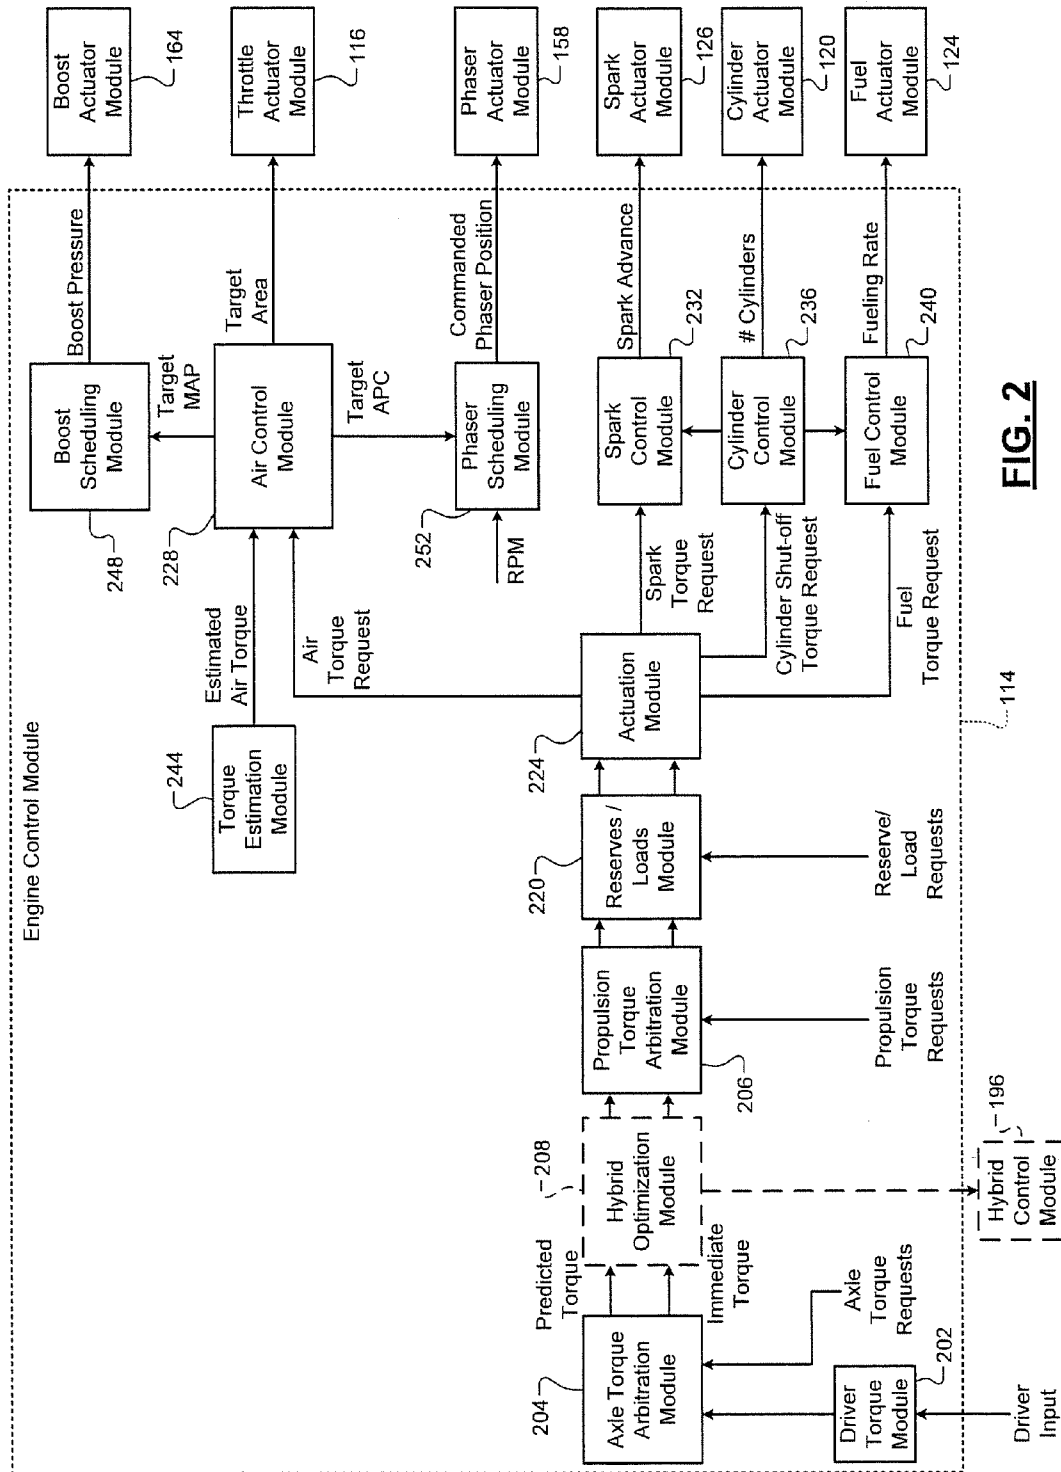 Engine Control Module
Driver Input
Driver
Torque
Module
202
Axle
Torque
Requests
204
Axle Torque
Arbitration
Module
Predicted
Torque
Immediate
Torque
208
Hybrid
Optimization
Module
Hybrid
Control
Module
196
Propulsion
Torque
Arbitration
Module
206
Propulsion
Torque
Requests
220
Reserves /
Loads Module
Reserve/
Load
Requests
224
Actuation
Module
244
Torque
Estimation
Module
Estimated
Air Torque
Air
Torque
Request
Spark
Torque
Request
Cylinder Shut-off
Torque Request
Fuel
Torque Request
114
248
Boost
Scheduling
Module
Target
MAP
228
Air Control
Module
Target
APC
252
Phaser
Scheduling
Module
RPM
Spark
Control
Module
232
Cylinder
Control
Module
236
Fuel Control
Module
240
Boost Pressure
Target
Area
Commanded
Phaser Position
Spark Advance
# Cylinders
Fueling Rate
Boost
Actuator
Module
164
Throttle
Actuator
Module
116
Phaser
Actuator
Module
158
Spark
Actuator
Module
126
Cylinder
Actuator
Module
120
Fuel
Actuator
Module
124
FIG. 2